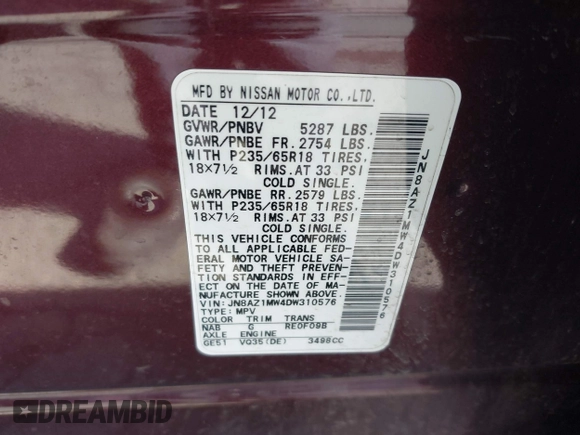 MFD BY NISSAN MOTOR CO.,LTD.
DATE 12/12
GVWR/PNBV 5287 LBS.
GAWR/PNBE FR. 2754 LBS.
WITH P235/65R18 TIRES.
18×7½ RIMS. AT 33 PSI
COLD SINGLE.
GAWR/PNBE RR. 2579 LBS.
WITH P235/65R18 TIRES.
18×7½ RIMS. AT 33 PSI
COLD SINGLE.
THIS VEHICLE CONFORMS
TO ALL APPLICABLE FED-
ERAL MOTOR VEHICLE SA-
FETY AND THEFT PREVEN-
TION STANDARDS IN EFF-
ECT ON THE DATE OF MA-
NUFACTURE SHOWN ABOVE.
VIN: JN8AZ1MW4DW310576
TYPE: MPV
COLOR TRIM TRANS
NAB G RE0F09B
AXLE ENGINE
GE51 VQ35(DE) 3498CC
JN8AZ1MW4DW310576
DREAMBID